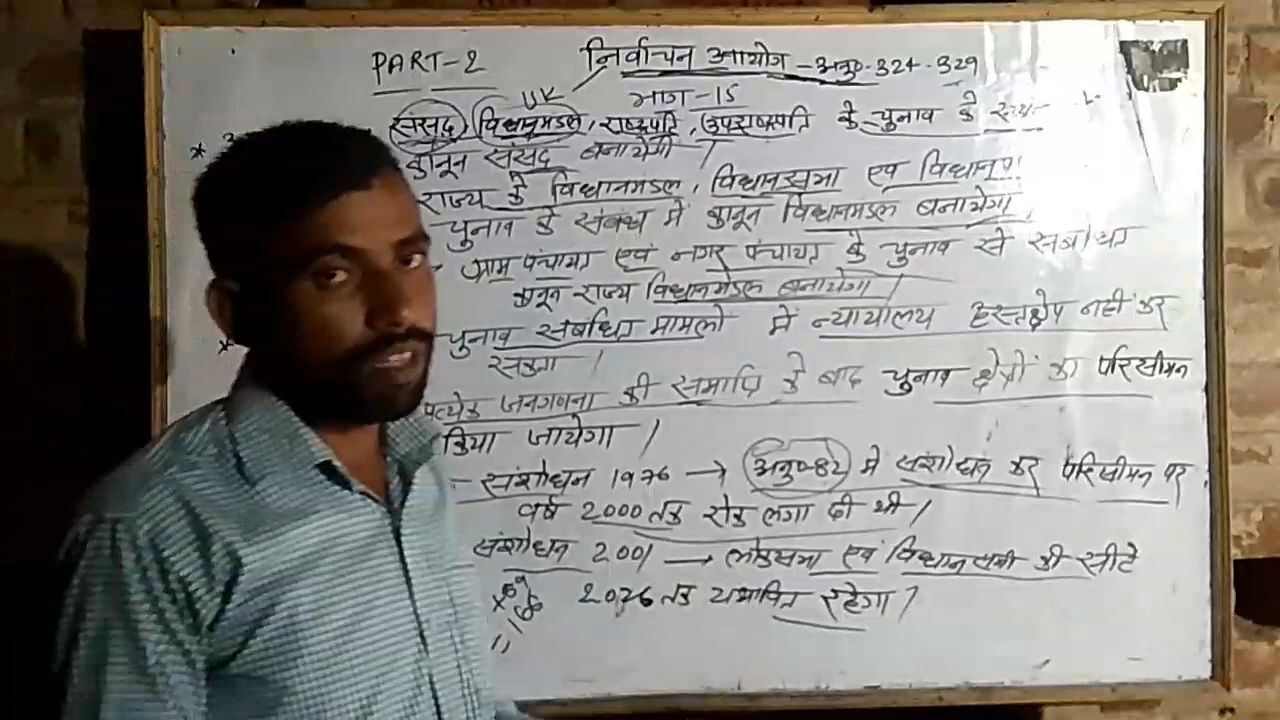 PART-2 निर्वाचन आयोग - अनु०-324-329
UK भाग-15
संसद, विधानमंडल, राष्ट्रपति, उपराष्ट्रपति के चुनाव के
* कानून संसद बनायेगी ।
राज्य के विधानमंडल, विधानसभा एवं
चुनाव के संबंध में कानून विधानमंडल बनायेगा
ग्राम पंचायत एवं नगर पंचायत के चुनाव से
कानून राज्य विधानमंडल बनायेगा ।
* चुनाव संबंधित मामलो में न्यायालय हस्तक्षेप नही कर
सकता ।
प्रत्येक जनगणना की समाप्ति के बाद चुनाव क्षेत्रों का परिसीमन
किया जायेगा ।
- संशोधन 1976 → अनु०-82 में संशोधन कर परिसीमन पर
वर्ष 2000 तक रोक लगा दी थी ।
संशोधन 2001 → लोकसभा एवं विधानसभा की सीटे
2026 तक रहेगा ।